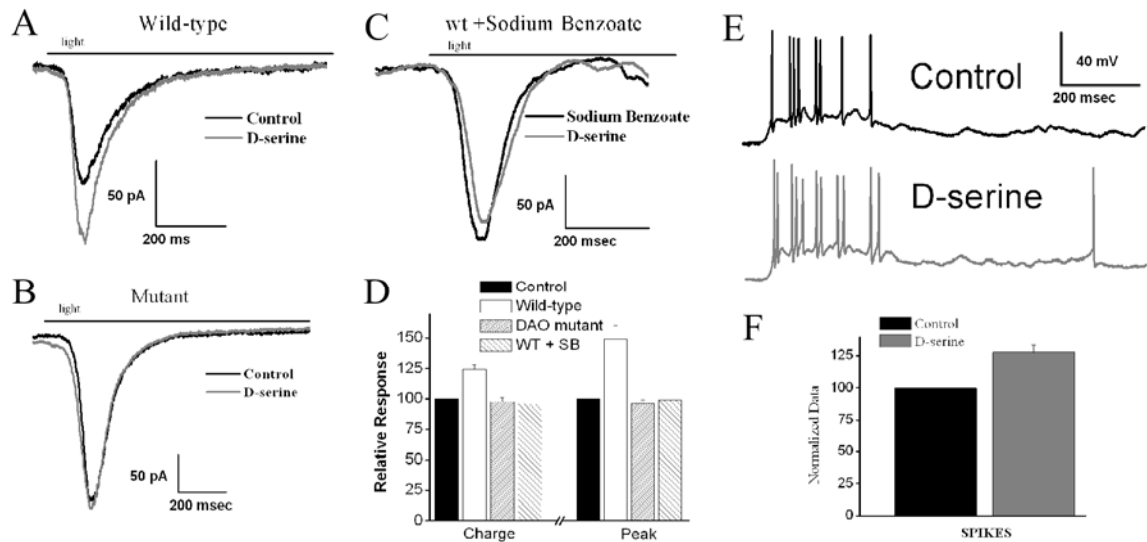 A
Wild-type
light
Control
D-serine
50 pA
200 ms
B
Mutant
light
Control
D-serine
50 pA
200 msec
C
wt +Sodium Benzoate
light
Sodium Benzoate
D-serine
50 pA
200 msec
D
Control
Wild-type
DAO mutant
WT + SB
Relative Response
150
125
100
75
50
25
0
Charge
//
Peak
E
Control
40 mV
200 msec
D-serine
F
Control
D-serine
Normalized Data
125
100
75
50
25
0
SPIKES